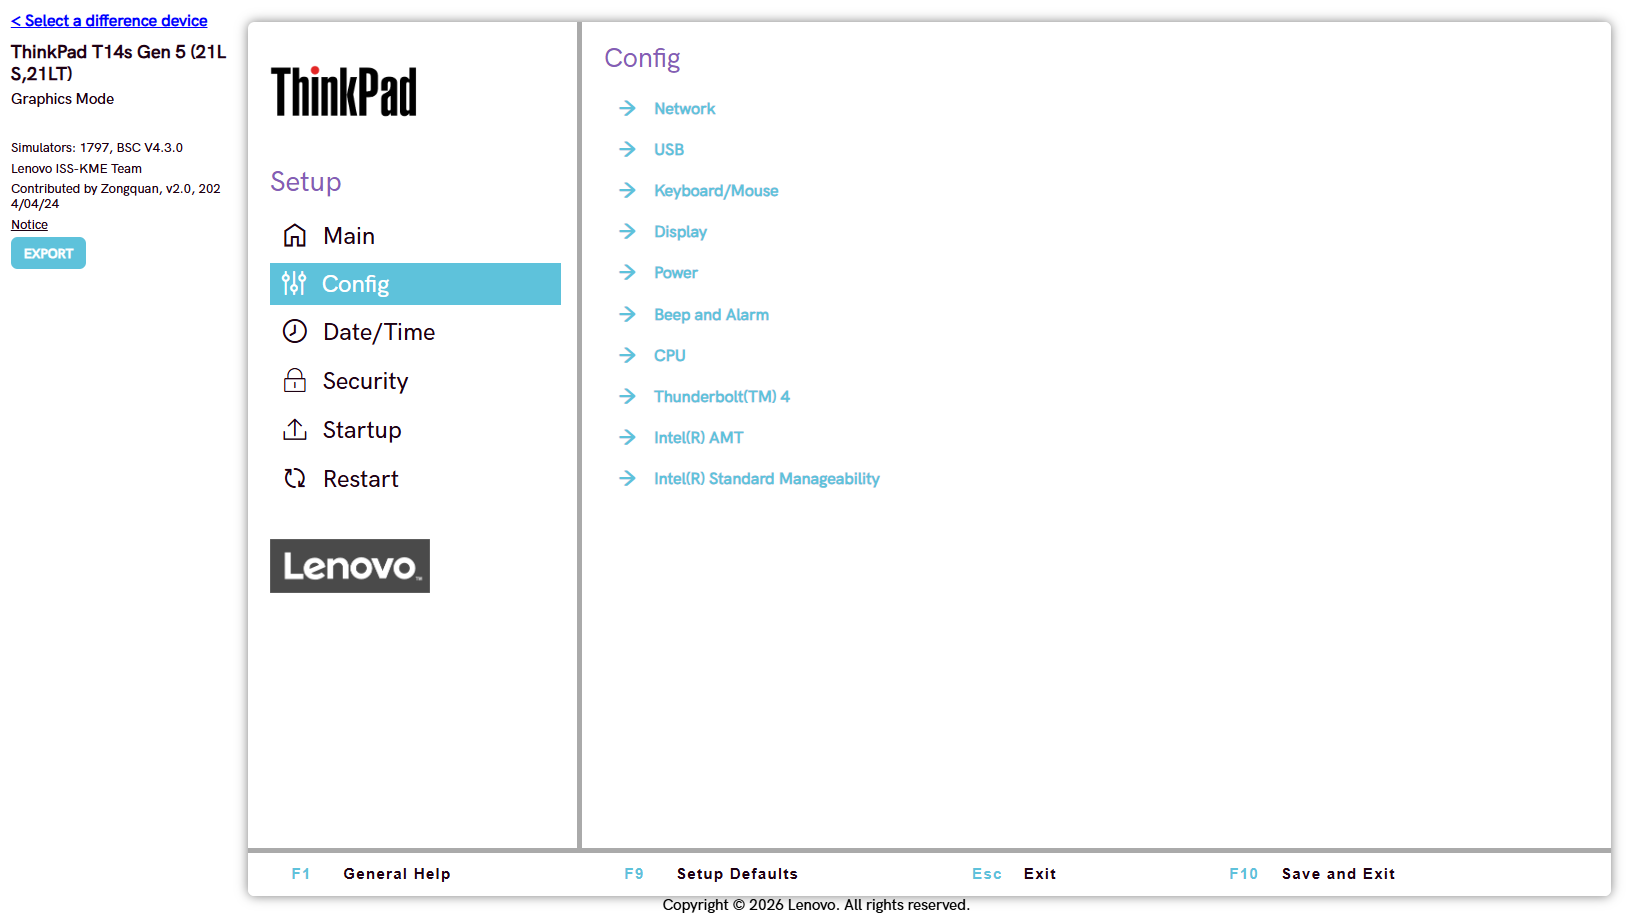 < Select a difference device
ThinkPad T14s Gen 5 (21L
S,21LT)
Graphics Mode
Simulators: 1797, BSC V4.3.0
Lenovo ISS-KME Team
Contributed by Zongquan, v2.0, 202
4/04/24
Notice
EXPORT
ThinkPad
Setup
Main
Config
Date/Time
Security
Startup
Restart
Lenovo™
Config
Network
USB
Keyboard/Mouse
Display
Power
Beep and Alarm
CPU
Thunderbolt(TM) 4
Intel(R) AMT
Intel(R) Standard Manageability
F1 General Help F9 Setup Defaults Esc Exit F10 Save and Exit
Copyright © 2026 Lenovo. All rights reserved.